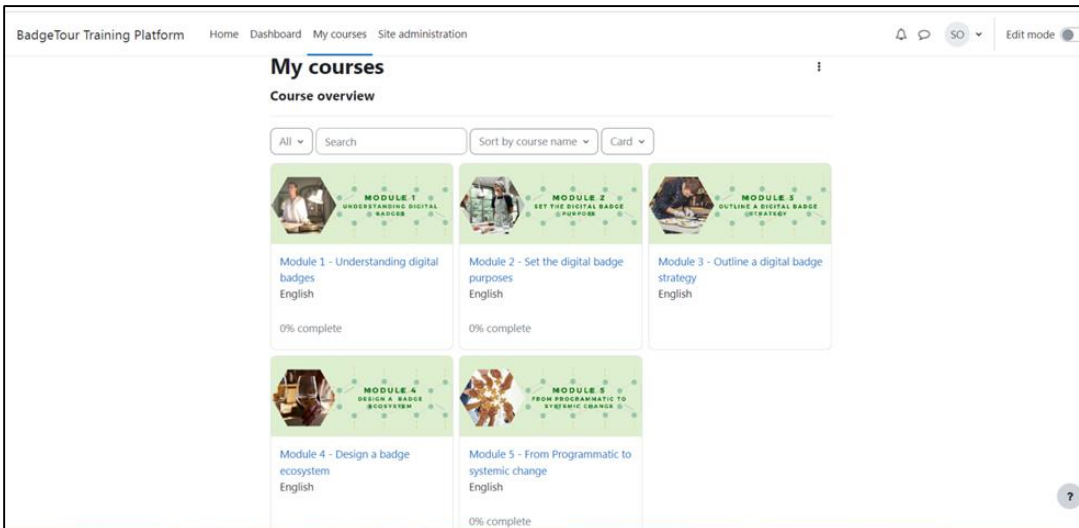 BadgeTour Training Platform Home Dashboard My courses Site administration SO Edit mode
My courses
Course overview
All Search Sort by course name Card
MODULE 1
UNDERSTANDING DIGITAL
BADGES
MODULE 2
SET THE DIGITAL BADGE
PURPOSE
MODULE 3
OUTLINE A DIGITAL BADGE
STRATEGY
Module 1 - Understanding digital
badges
English
0% complete
Module 2 - Set the digital badge
purposes
English
0% complete
Module 3 - Outline a digital badge
strategy
English
MODULE 4
DESIGN A BADGE
ECOSYSTEM
MODULE 5
FROM PROGRAMMATIC TO
SYSTEMIC CHANGE
Module 4 - Design a badge
ecosystem
English
Module 5 - From Programmatic to
systemic change
English
0% complete
?